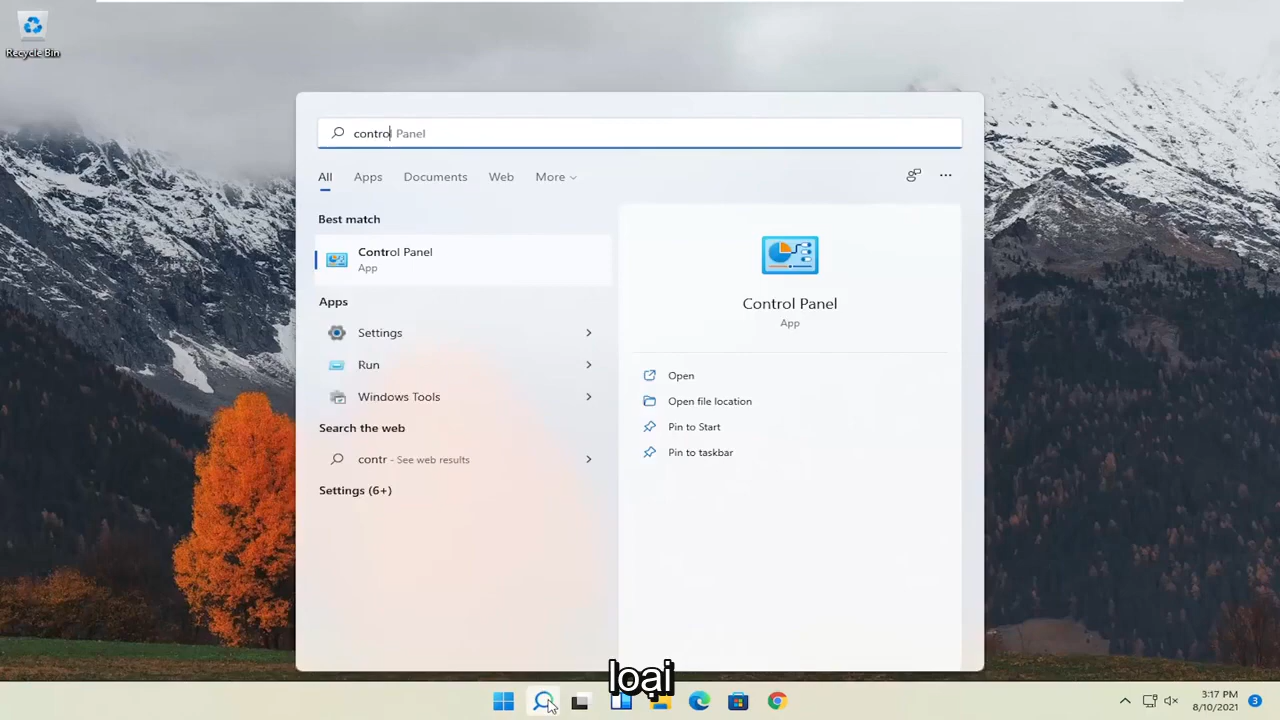 Recycle Bin
contro Panel
All Apps Documents Web More
Best match
Control Panel
App
Apps
Settings
Run
Windows Tools
Search the web
contr - See web results
Settings (6+)
Control Panel
App
Open
Open file location
Pin to Start
Pin to taskbar
loại
3:17 PM
8/10/2021
3